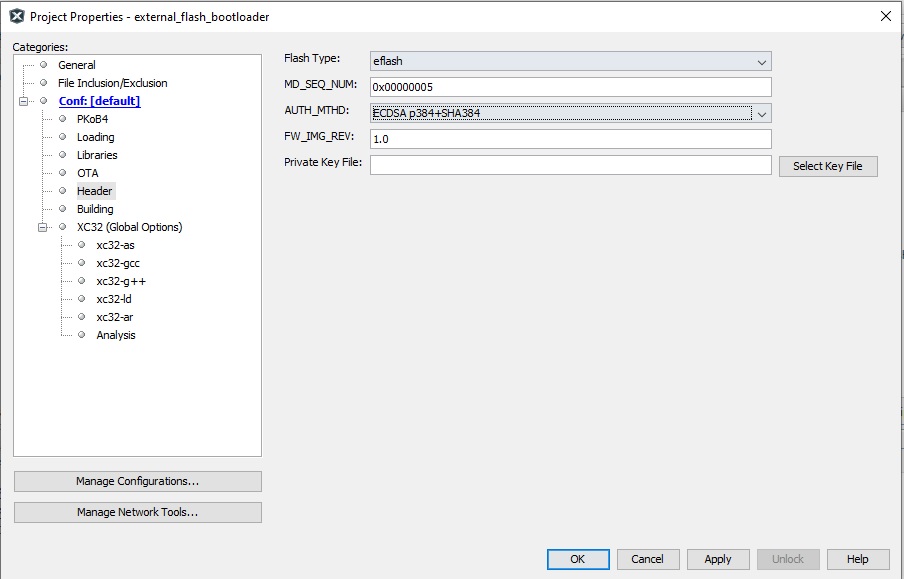 Project Properties - external_flash_bootloader
Categories:
General
File Inclusion/Exclusion
Conf: [default]
PKoB4
Loading
Libraries
OTA
Header
Building
XC32 (Global Options)
xc32-as
xc32-gcc
xc32-g++
xc32-ld
xc32-ar
Analysis
Manage Configurations...
Manage Network Tools...
Flash Type: eflash
MD_SEQ_NUM: 0x00000005
AUTH_MTHD: ECDSA p384+SHA384
FW_IMG_REV: 1.0
Private Key File: Select Key File
OK Cancel Apply Unlock Help